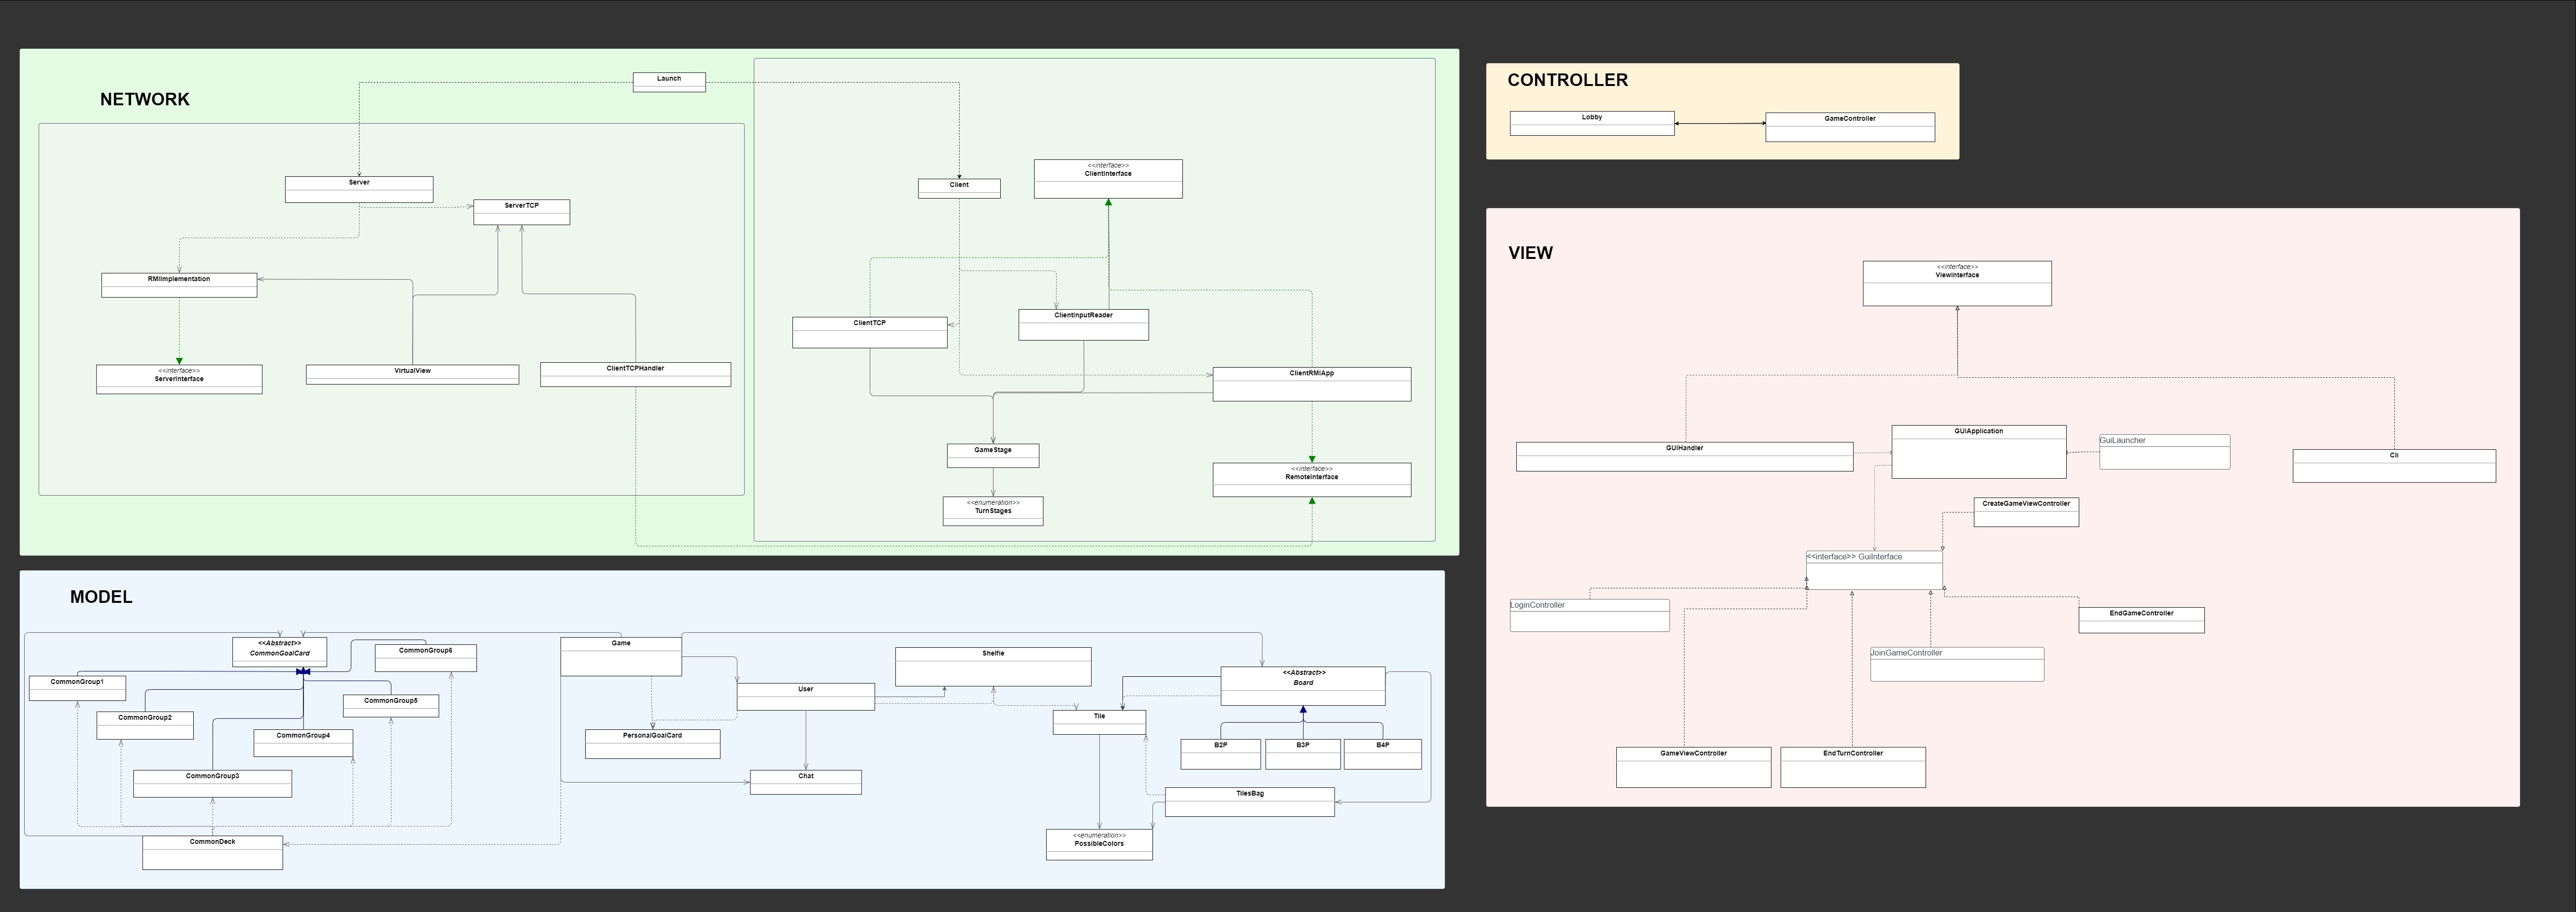 NETWORK
Launch
Server
ServerTCP
RMIImplementation
<<interface>>
ServerInterface
VirtualView
ClientTCPHandler
Client
<<interface>>
ClientInterface
ClientTCP
ClientInputReader
ClientRMIApp
GameStage
<<enumeration>>
TurnStages
<<interface>>
RemoteInterface
CONTROLLER
Lobby
GameController
VIEW
<<interface>>
ViewInterface
GUIHandler
GUIApplication
GuiLauncher
Cli
CreateGameViewController
<<interface>> GuiInterface
LoginController
EndGameController
JoinGameController
GameViewController
EndTurnController
MODEL
<<Abstract>>
CommonGoalCard
CommonGroup6
CommonGroup1
CommonGroup5
CommonGroup2
CommonGroup4
CommonGroup3
CommonDeck
Game
Shelfie
User
PersonalGoalCard
Chat
<<Abstract>>
Board
Tile
B2P
B3P
B4P
TilesBag
<<enumeration>>
PossibleColors